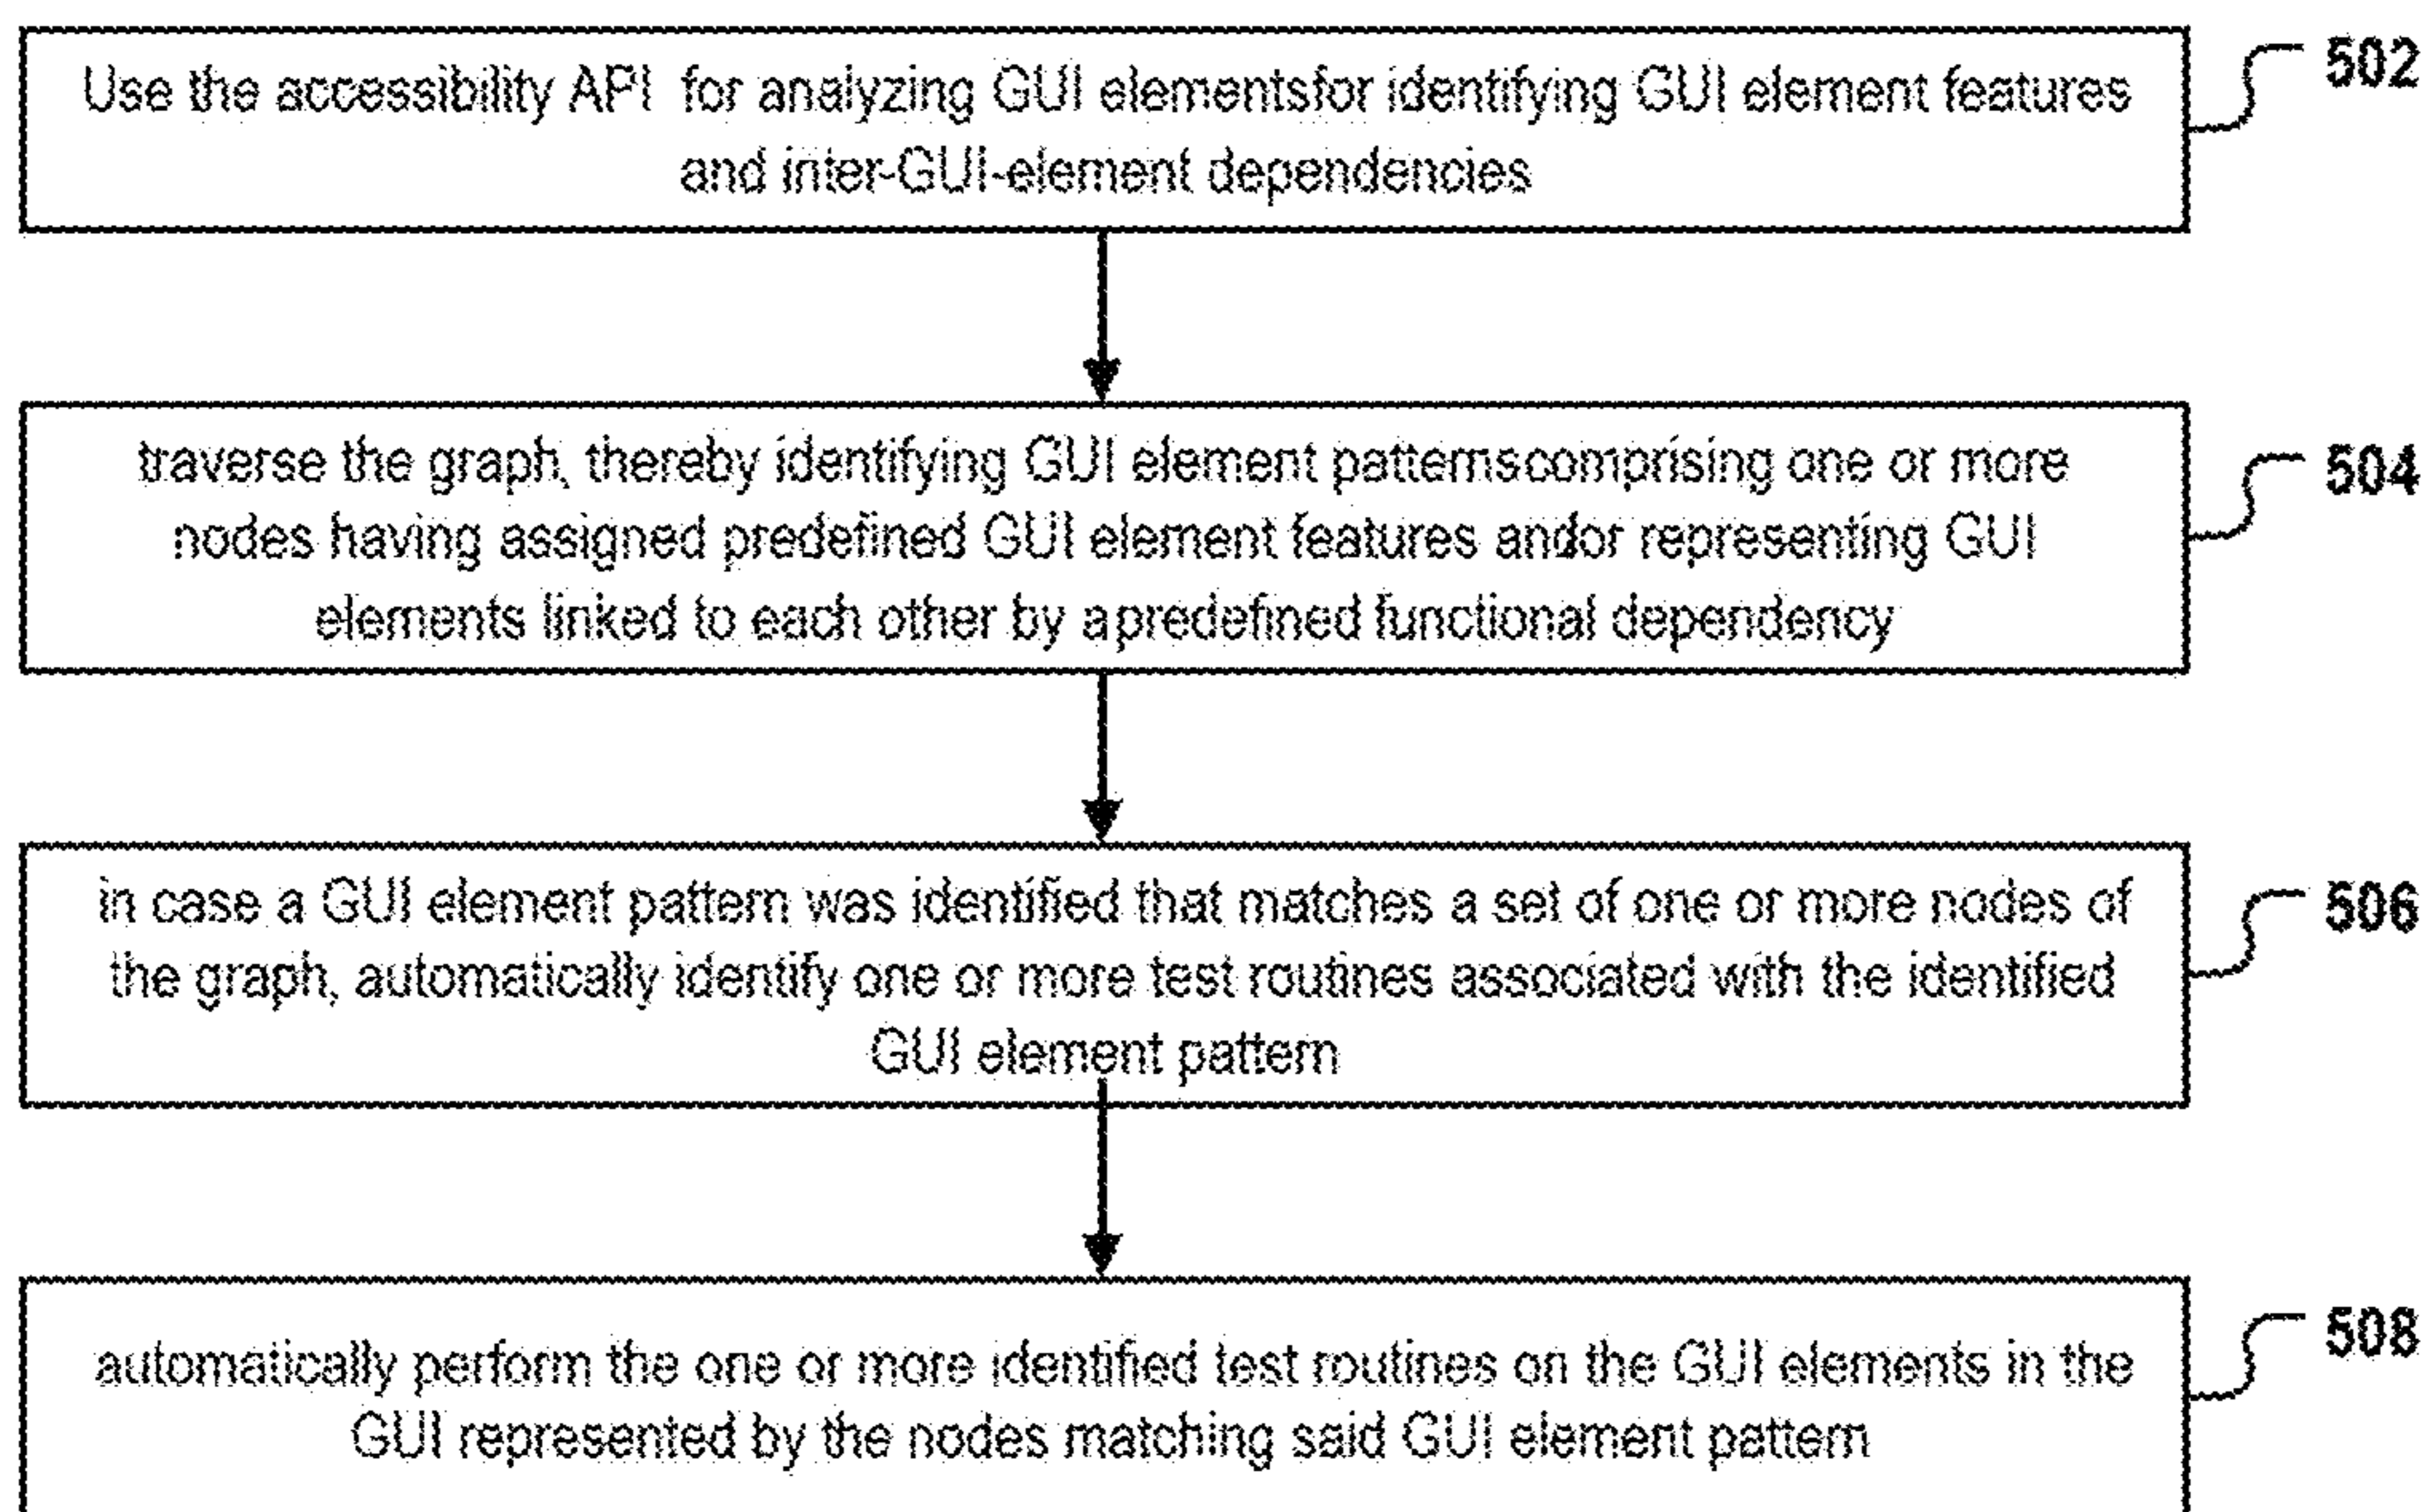 Use the accessibility API for analyzing GUI elementsfor identifying GUI element features
and inter-GUI-element dependencies
502
traverse the graph, thereby identifying GUI element patternscomprising one or more
nodes having assigned predefined GUI element features andor representing GUI
elements linked to each other by apredefined functional dependency
504
in case a GUI element pattern was identified that matches a set of one or more nodes of
the graph, automatically identify one or more test routines associated with the identified
GUI element pattern
506
automatically perform the one or more identified test routines on the GUI elements in the
GUI represented by the nodes matching said GUI element pattern
508